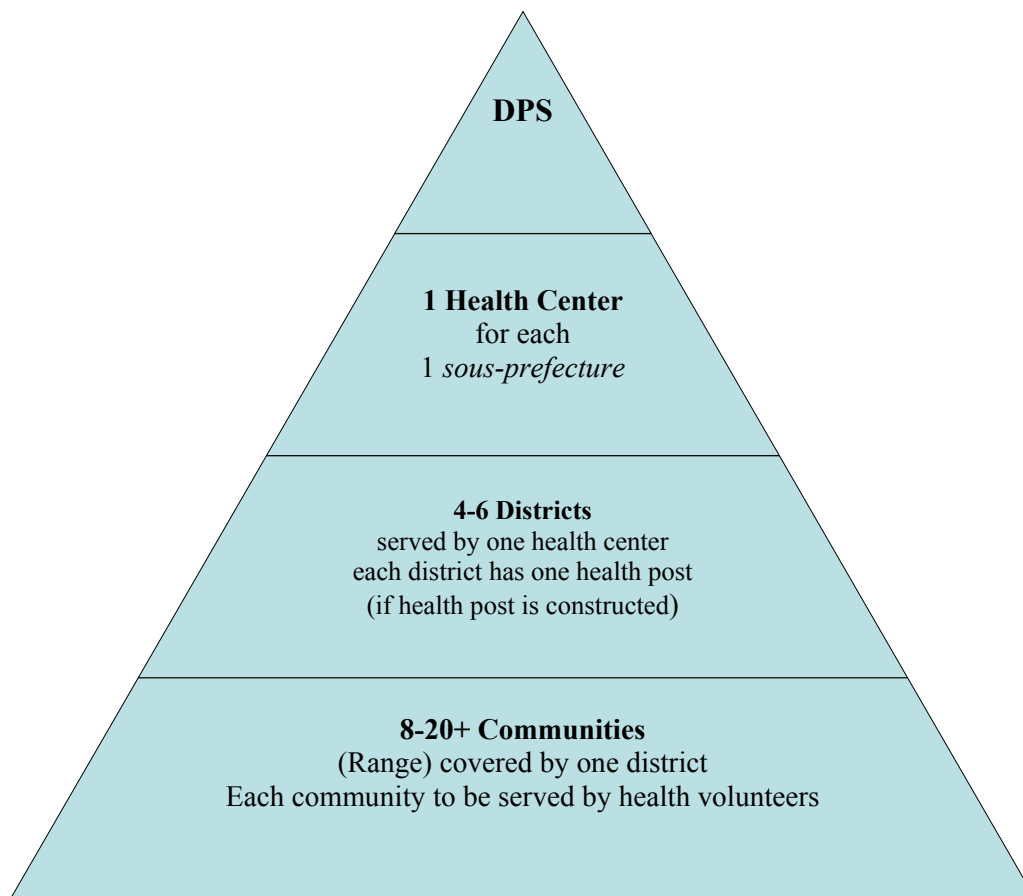 DPS
1 Health Center
for each
1 sous-prefecture
4-6 Districts
served by one health center
each district has one health post
(if health post is constructed)
8-20+ Communities
(Range) covered by one district
Each community to be served by health volunteers